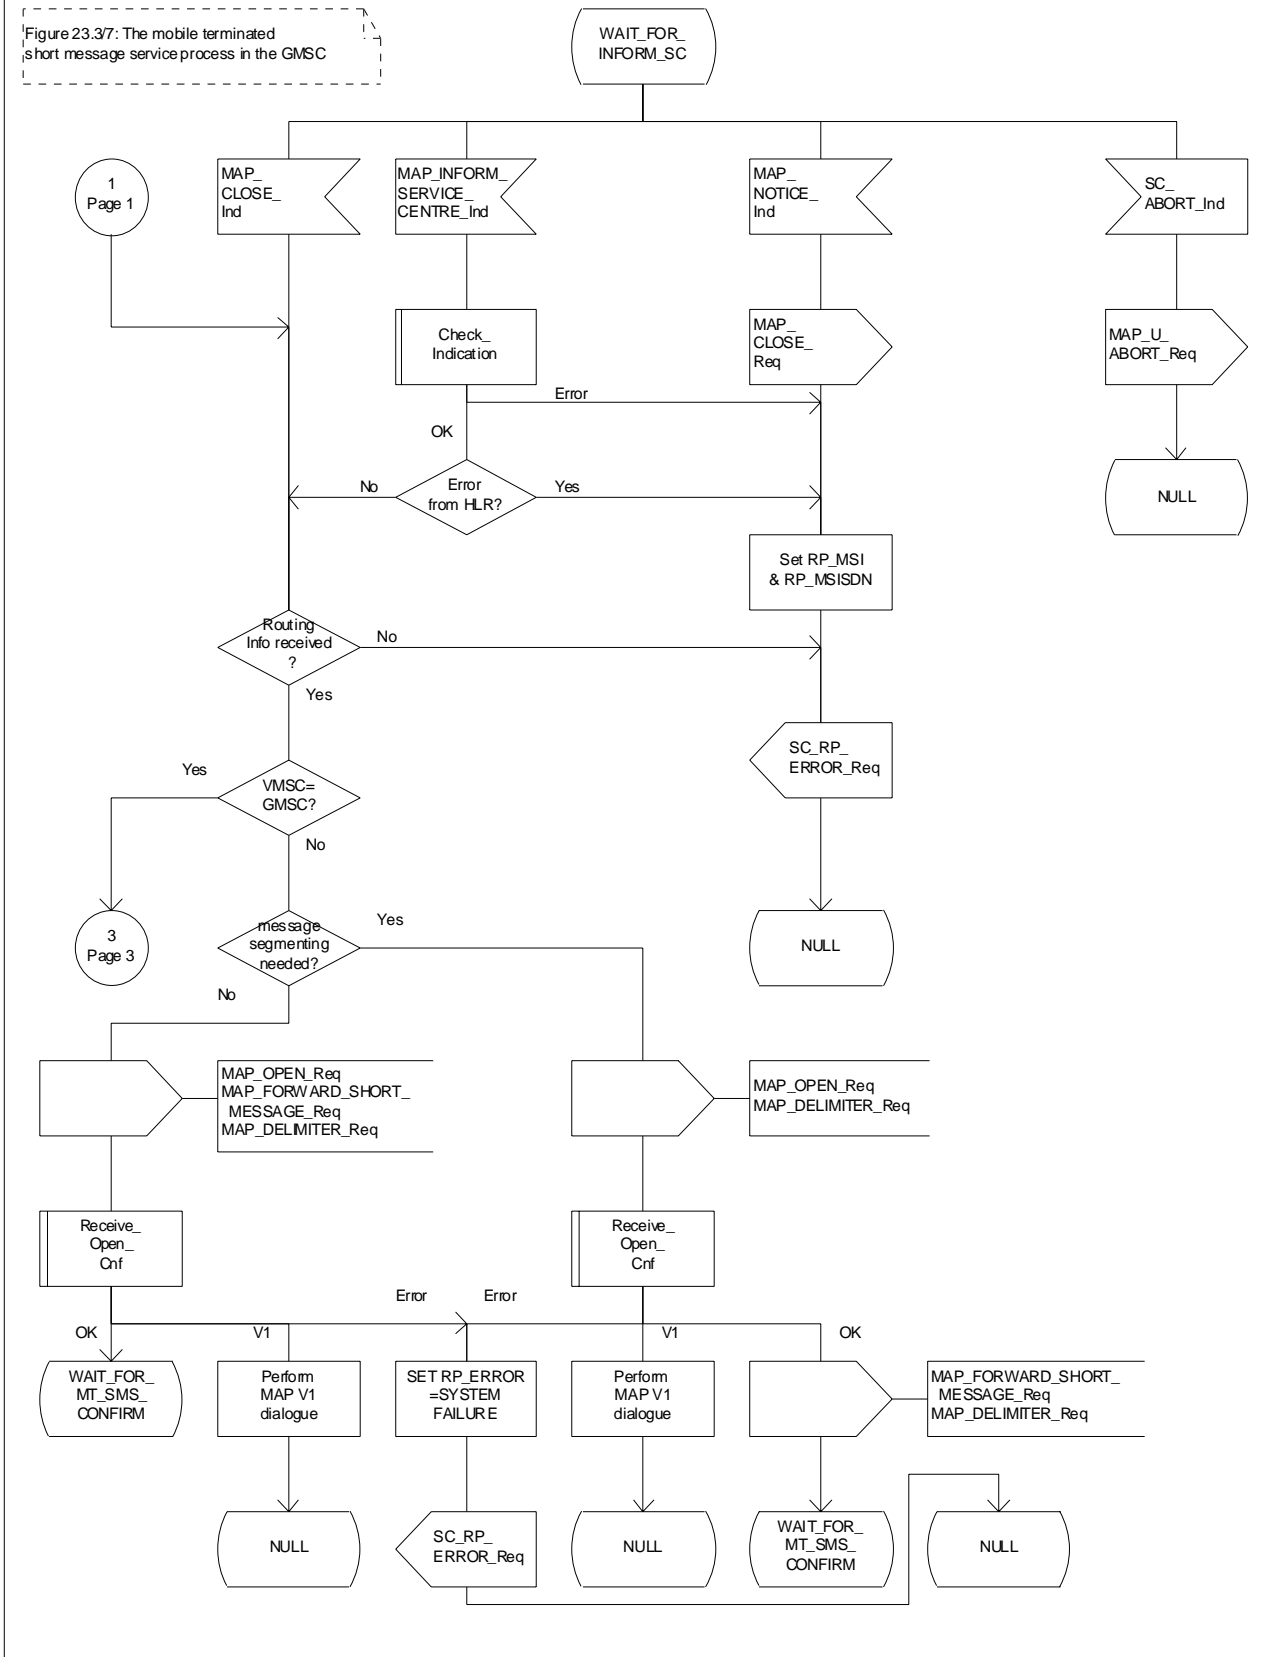 Figure 23.3/7: The mobile terminated
short message service process in the GMSC
WAIT_FOR_
INFORM_SC
1
Page 1
MAP_
CLOSE_
Ind
MAP_INFORM_
SERVICE_
CENTRE_Ind
MAP_
NOTICE_
Ind
SC_
ABORT_Ind
Check_
Indication
MAP_
CLOSE_
Req
MAP_U_
ABORT_Req
Error
OK
Error
from HLR?
No
Yes
NULL
Set RP_MSI
& RP_MSISDN
Routing
Info received
?
No
Yes
SC_RP_
ERROR_Req
VMSC=
GMSC?
Yes
No
3
Page 3
message
segmenting
needed?
Yes
No
NULL
MAP_OPEN_Req
MAP_FORWARD_SHORT_
MESSAGE_Req
MAP_DELIMITER_Req
MAP_OPEN_Req
MAP_DELIMITER_Req
Receive_
Open_
Cnf
Receive_
Open_
Cnf
Error
Error
OK
V1
V1
OK
WAIT_FOR_
MT_SMS_
CONFIRM
Perform
MAP V1
dialogue
SET RP_ERROR
=SYSTEM
FAILURE
Perform
MAP V1
dialogue
MAP_FORWARD_SHORT_
MESSAGE_Req
MAP_DELIMITER_Req
NULL
SC_RP_
ERROR_Req
NULL
WAIT_FOR_
MT_SMS_
CONFIRM
NULL